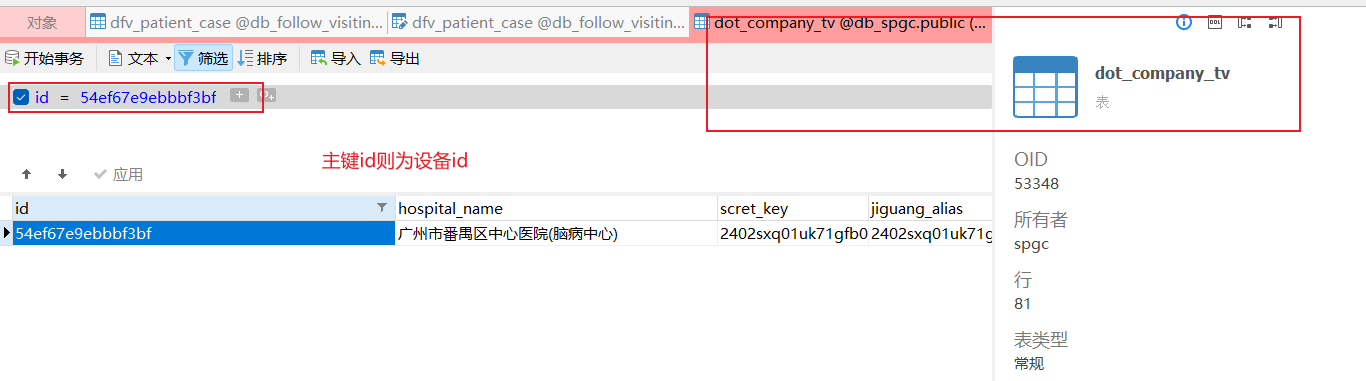 对象
dfv_patient_case @db_follow_visitin...
dfv_patient_case @db_follow_visitin...
dot_company_tv @db_spgc.public (...
开始事务
文本
筛选
排序
导入
导出
dot_company_tv
表
id = 54ef67e9ebbbf3bf
主键id则为设备id
应用
OID
53348
id
hospital_name
scret_key
jiguang_alias
54ef67e9ebbbf3bf
广州市番禺区中心医院(脑病中心)
2402sxq01uk71gfb0
2402sxq01uk71g
所有者
spgc
行
81
表类型
常规